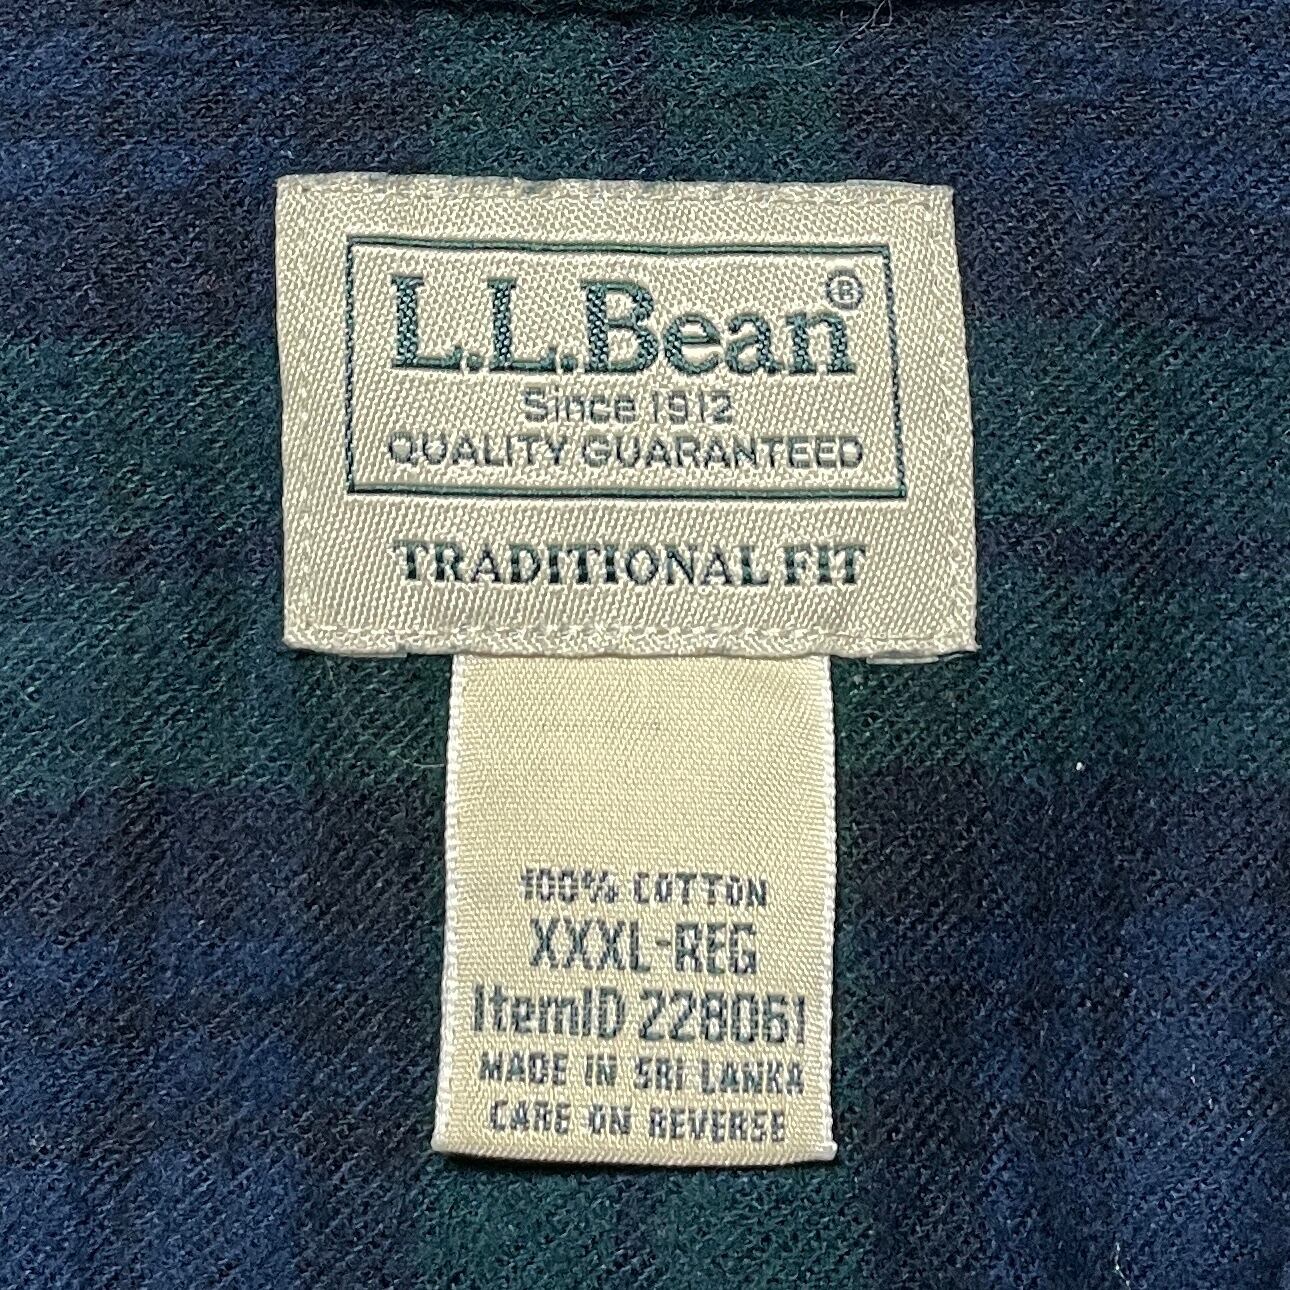 L.L.Bean®
Since 1912
QUALITY GUARANTEED
TRADITIONAL FIT
100% COTTON
XXXL-REG
ItemID 228061
MADE IN SRI LANKA
CARE ON REVERSE